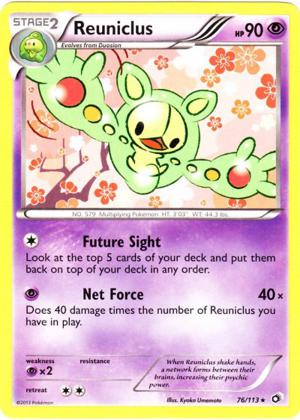 STAGE2 Reuniclus HP90
Evolves from Duosion
NO. 579 Multiplying Pokémon HT. 3'03" WT. 44.3 lbs.
Future Sight
Look at the top 5 cards of your deck and put them
back on top of your deck in any order.
Net Force 40×
Does 40 damage times the number of Reuniclus you
have in play.
weakness resistance
×2
retreat
When Reuniclus shake hands, a
network forms between their
brains, increasing their psychic
power.
Illus. Kyoko Umemoto 76/113
©2013 Pokémon